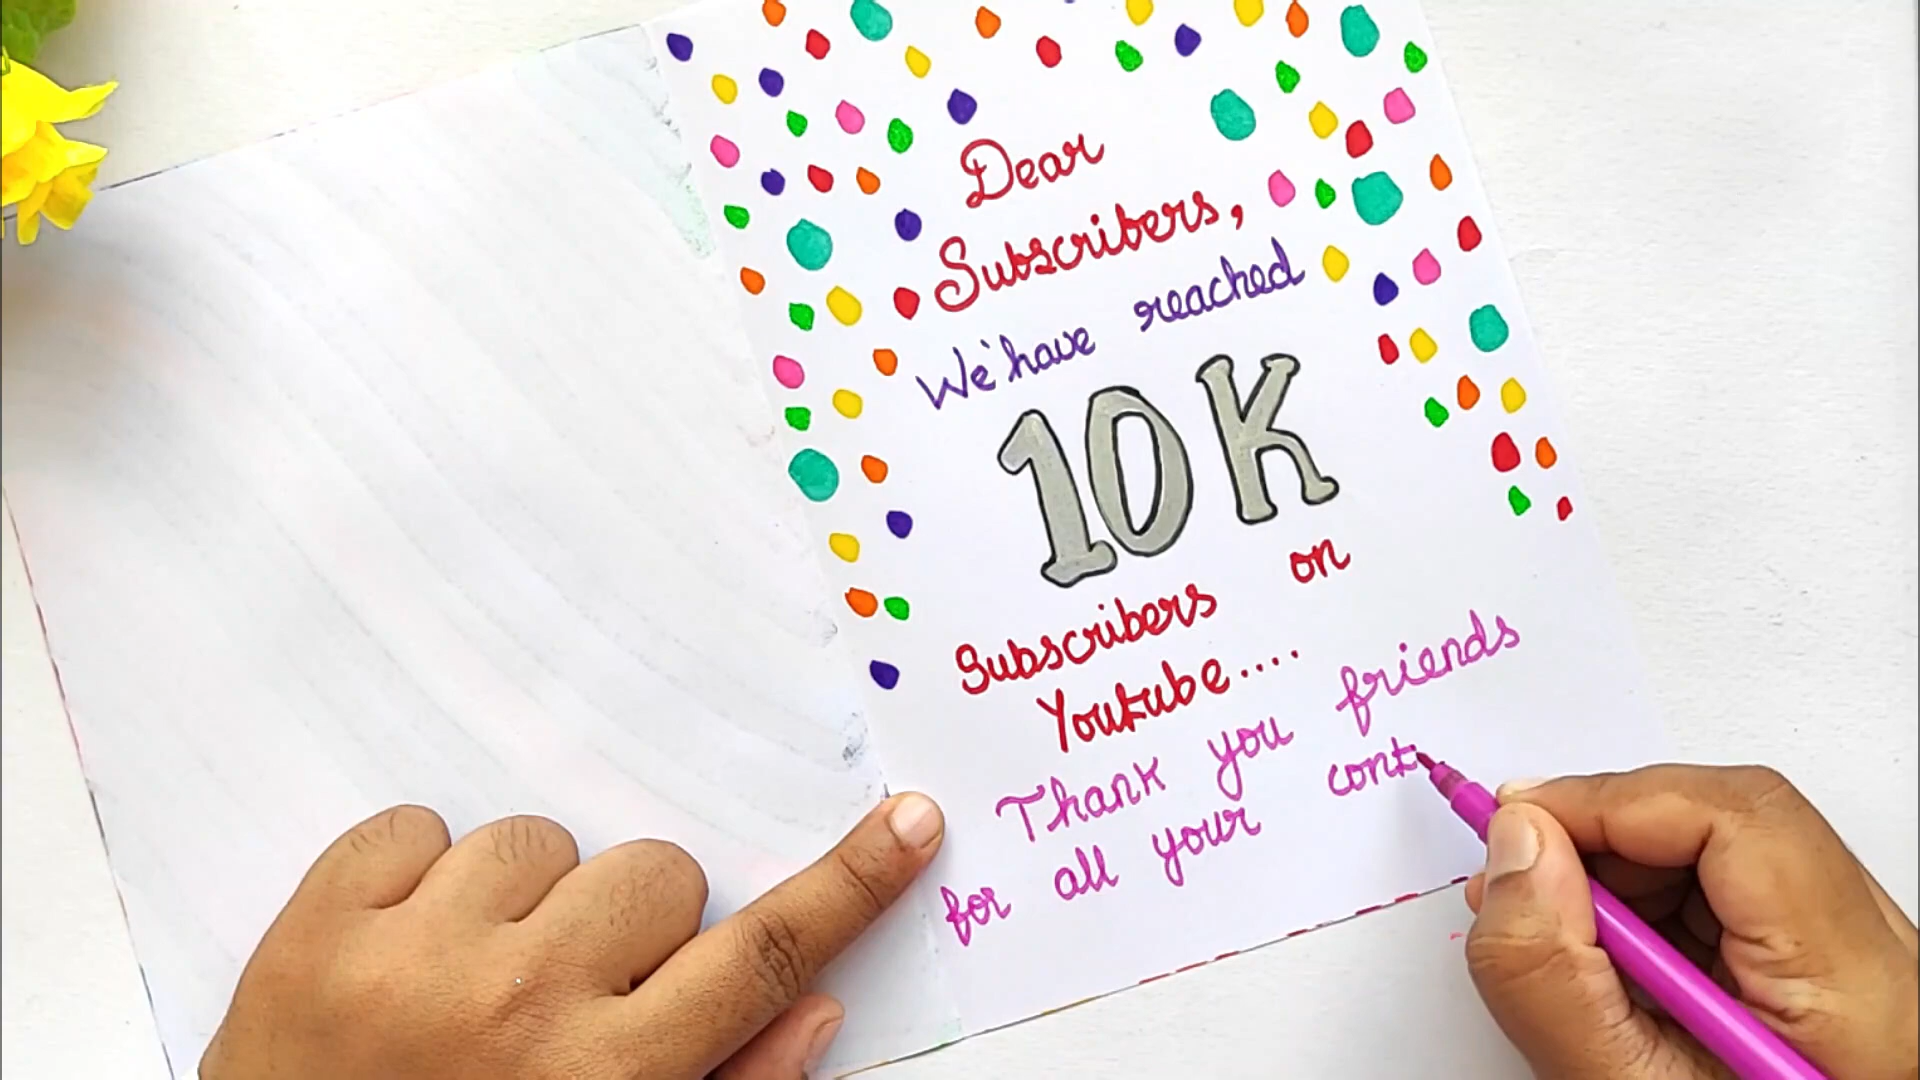 Dear
Subscribers,
We have reached
10K
Subscribers on
Youtube....
Thank you friends
for all your cont